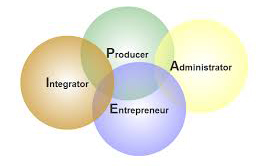 Producer
Integrator
Administrator
Entrepreneur